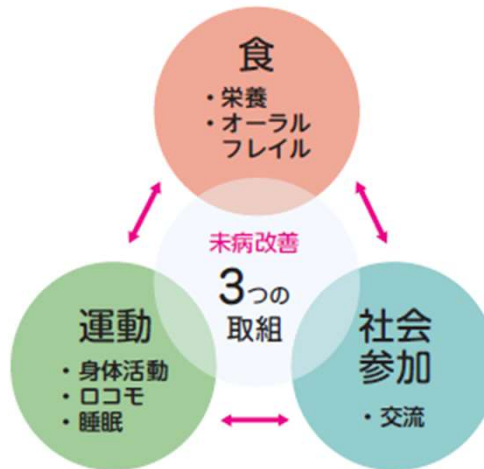 食
・栄養
・オーラル
フレイル
未病改善
3つの
取組
運動
・身体活動
・ロコモ
・睡眠
社会
参加
・交流